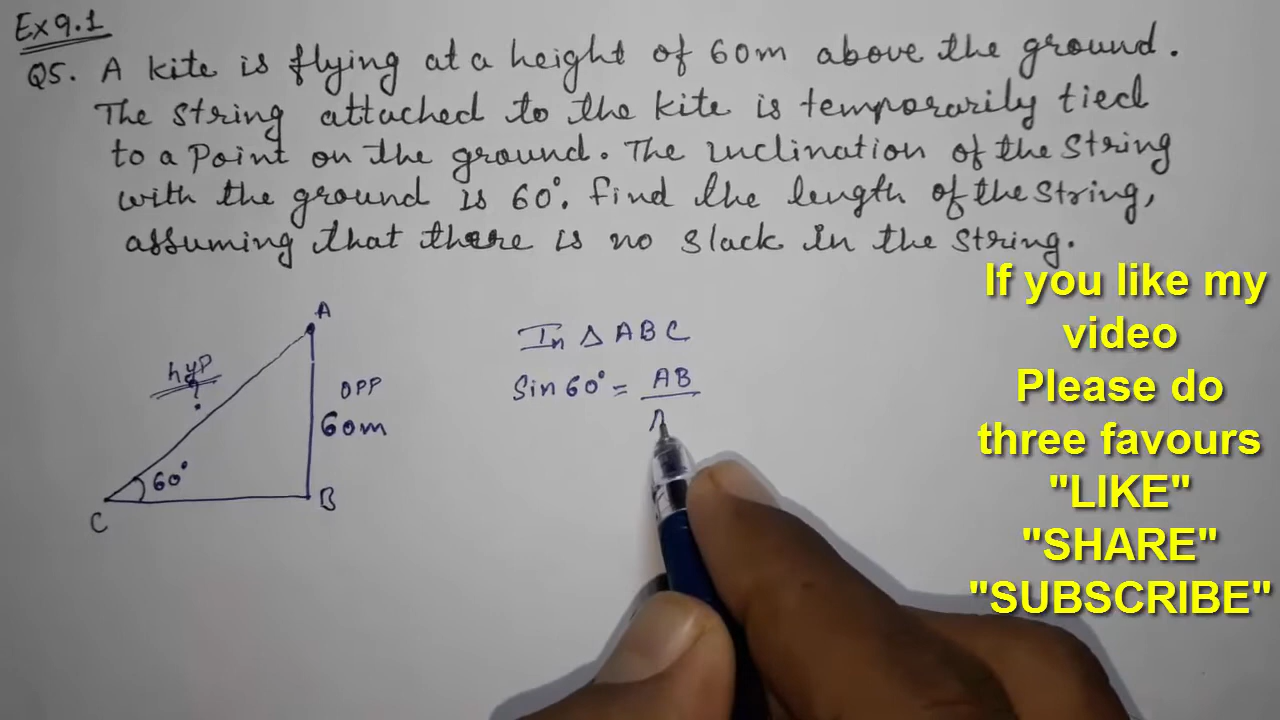 Ex 9.1
Q5. A kite is flying at a height of 60m above the ground.
The string attached to the kite is temporarily tied
to a point on the ground. The inclination of the string
with the ground is 60°. find the length of the string,
assuming that there is no slack in the string.
If you like my
video
Please do
three favours
"LIKE"
"SHARE"
"SUBSCRIBE"
A
hyp
?
OPP
60m
60°
B
C
In △ ABC
Sin 60° = AB
A